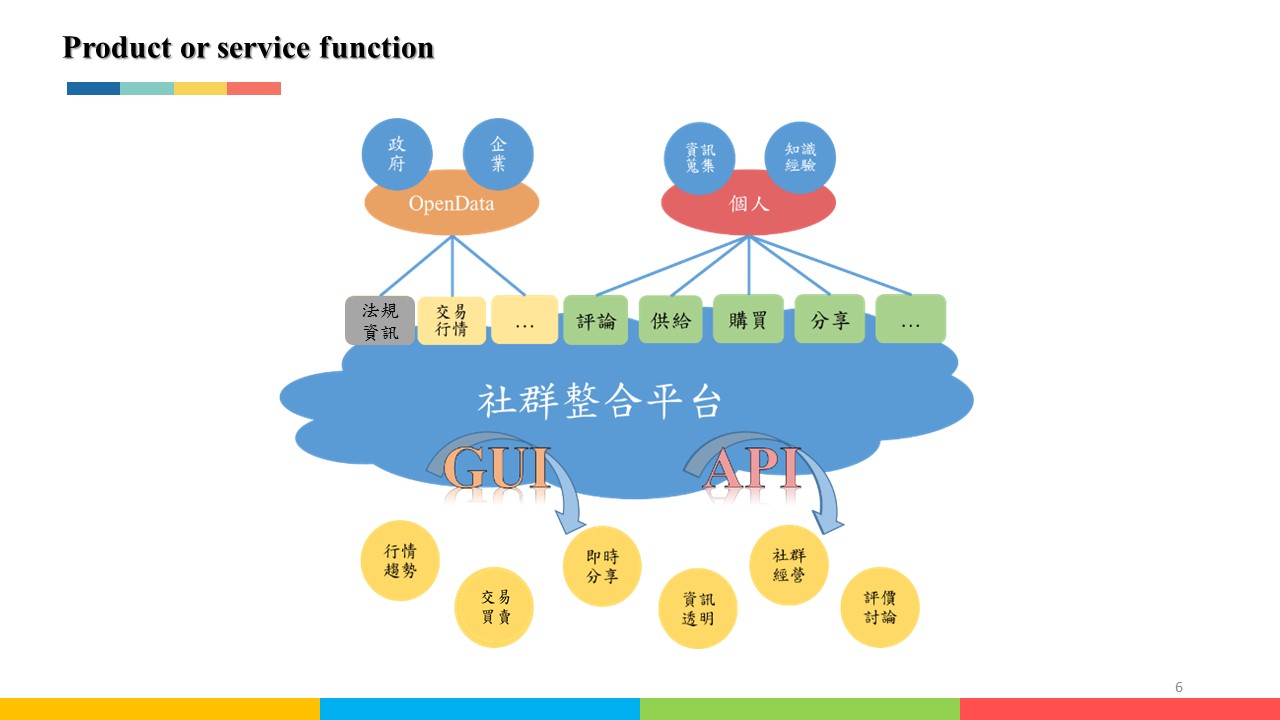 Product or service function
政
府
企
業
資訊
蒐集
知識
經驗
OpenData
個人
法規
資訊
交易
行情
...
評論
供給
購買
分享
...
社群整合平台
GUI
API
行情
趨勢
交易
買賣
即時
分享
資訊
透明
社群
經營
評價
討論
6